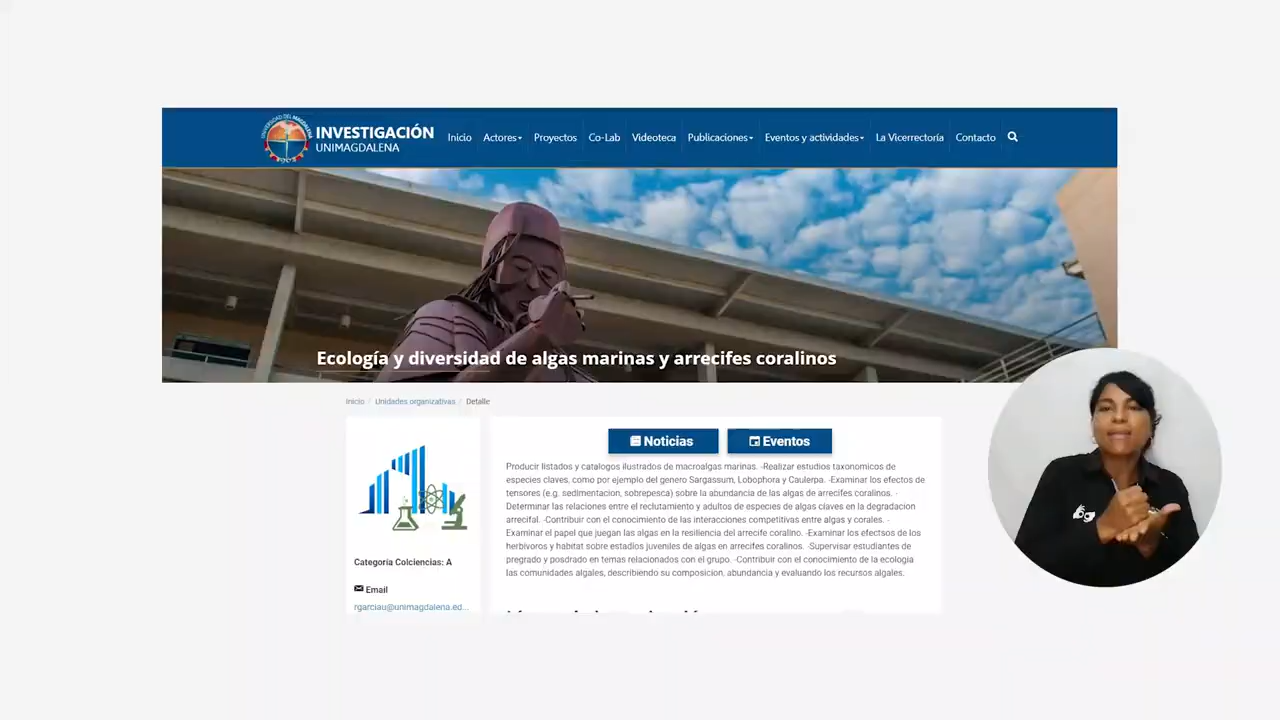 INVESTIGACIÓN
UNIMAGDALENA
Inicio Actores Proyectos Co-Lab Videoteca Publicaciones Eventos y actividades La Vicerrectoría Contacto
Ecología y diversidad de algas marinas y arrecifes coralinos
Inicio / Unidades organizativas / Detalle
Noticias Eventos
Producir listados y catalogos ilustrados de macroalgas marinas. -Realizar estudios taxonomicos de
especies claves, como por ejemplo del genero Sargassum, Lobophora y Caulerpa. -Examinar los efectos de
tensores (e.g. sedimentacion, sobrepesca) sobre la abundancia de las algas de arrecifes coralinos. -
Determinar las relaciones entre el reclutamiento y adultos de especies de algas claves en la degradacion
arrecifal. -Contribuir con el conocimiento de las interacciones competitivas entre algas y corales. -
Examinar el papel que juegan las algas en la resiliencia del arrecife coralino. -Examinar los efectsos de los
herbivoros y habitat sobre estadios juveniles de algas en arrecifes coralinos. -Supervisar estudiantes de
pregrado y posdrado en temas relacionados con el grupo. -Contribuir con el conocimiento de la ecologia
las comunidades algales, describiendo su composicion, abundancia y evaluando los recursos algales.
Categoría Colciencias: A
Email
rgarciau@unimagdalena.ed...